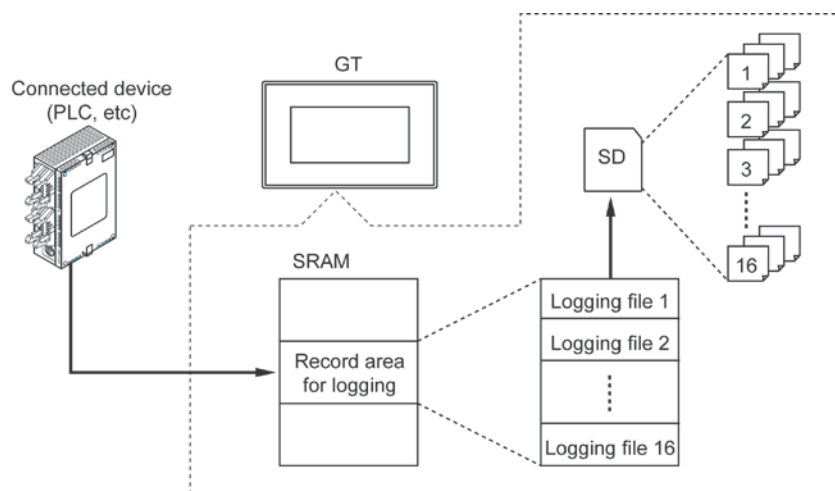 GT
Connected device
(PLC, etc)
SD
1
2
3
16
SRAM
Record area
for logging
Logging file 1
Logging file 2
Logging file 16